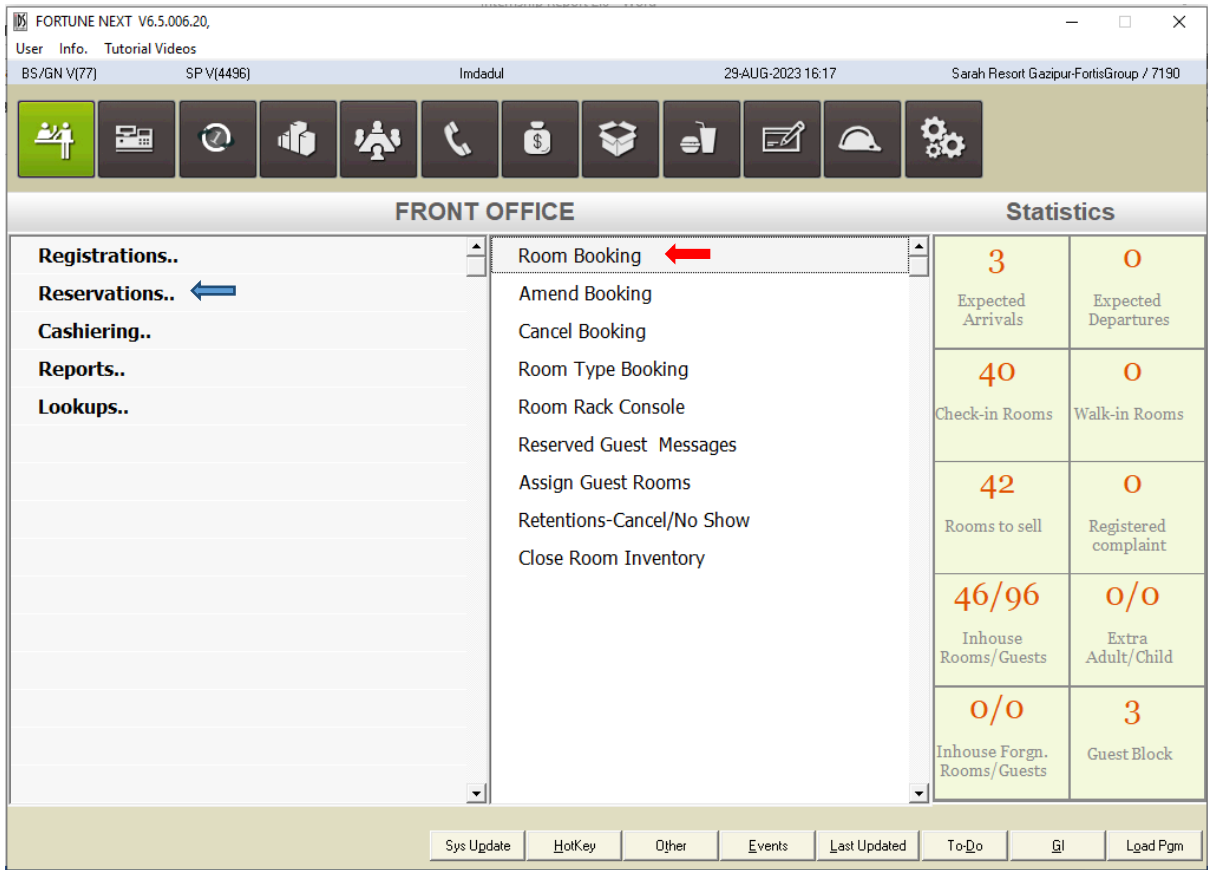 FORTUNE NEXT V6.5.006.20,
User Info. Tutorial Videos
BS/GN V(77) SP V(4496) Imdadul 29-AUG-2023 16:17 Sarah Resort Gazipur-FortisGroup / 7190
FRONT OFFICE
Statistics
Registrations..
Reservations..
Cashiering..
Reports..
Lookups..
Room Booking
Amend Booking
Cancel Booking
Room Type Booking
Room Rack Console
Reserved Guest Messages
Assign Guest Rooms
Retentions-Cancel/No Show
Close Room Inventory
3
Expected
Arrivals
0
Expected
Departures
40
Check-in Rooms
0
Walk-in Rooms
42
Rooms to sell
0
Registered
complaint
46/96
Inhouse
Rooms/Guests
0/0
Extra
Adult/Child
0/0
Inhouse Forgn.
Rooms/Guests
3
Guest Block
Sys Update HotKey Other Events Last Updated To-Do GI Load Pgm